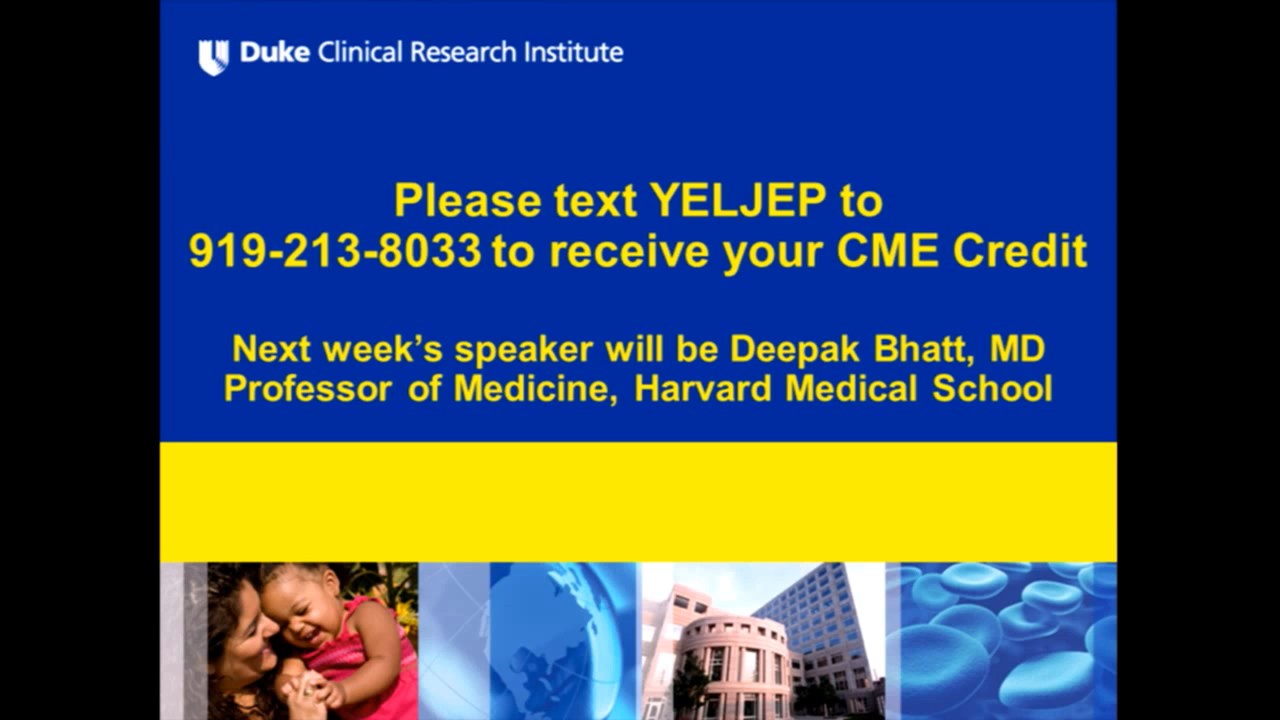 Duke Clinical Research Institute
Please text YELJEP to
919-213-8033 to receive your CME Credit
Next week’s speaker will be Deepak Bhatt, MD
Professor of Medicine, Harvard Medical School